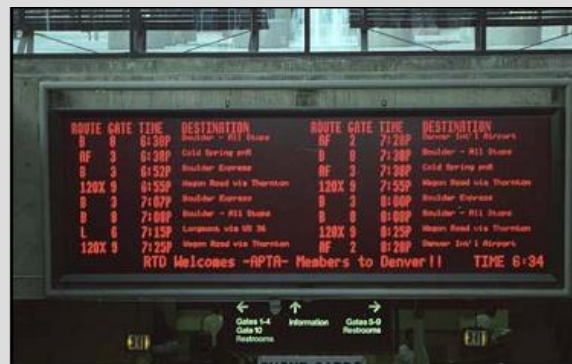 ROUTE GATE TIME DESTINATION
B 8 6:30P Boulder - All Stops
AF 3 6:38P Cold Spring pnR
B 3 6:52P Boulder Express
120X 9 6:55P Wagon Road via Thornton
B 3 7:07P Boulder Express
B 8 7:08P Boulder - All Stops
L 6 7:15P Longmont via US 36
120X 9 7:25P Wagon Road via Thornton
ROUTE GATE TIME DESTINATION
AF 2 7:28P Denver Int'l Airport
B 8 7:30P Boulder - All Stops
AF 3 7:38P Cold Spring pnR
120X 9 7:55P Wagon Road via Thornton
B 3 8:00P Boulder Express
B 8 8:08P Boulder - All Stops
120X 9 8:25P Wagon Road via Thornton
AF 2 8:28P Denver Int'l Airport
RTD Welcomes -APTA- Members to Denver!! TIME 6:34
Gates 1-4
Gate 10
Restrooms
Information
Gates 5-9
Restrooms
EXIT
EXIT